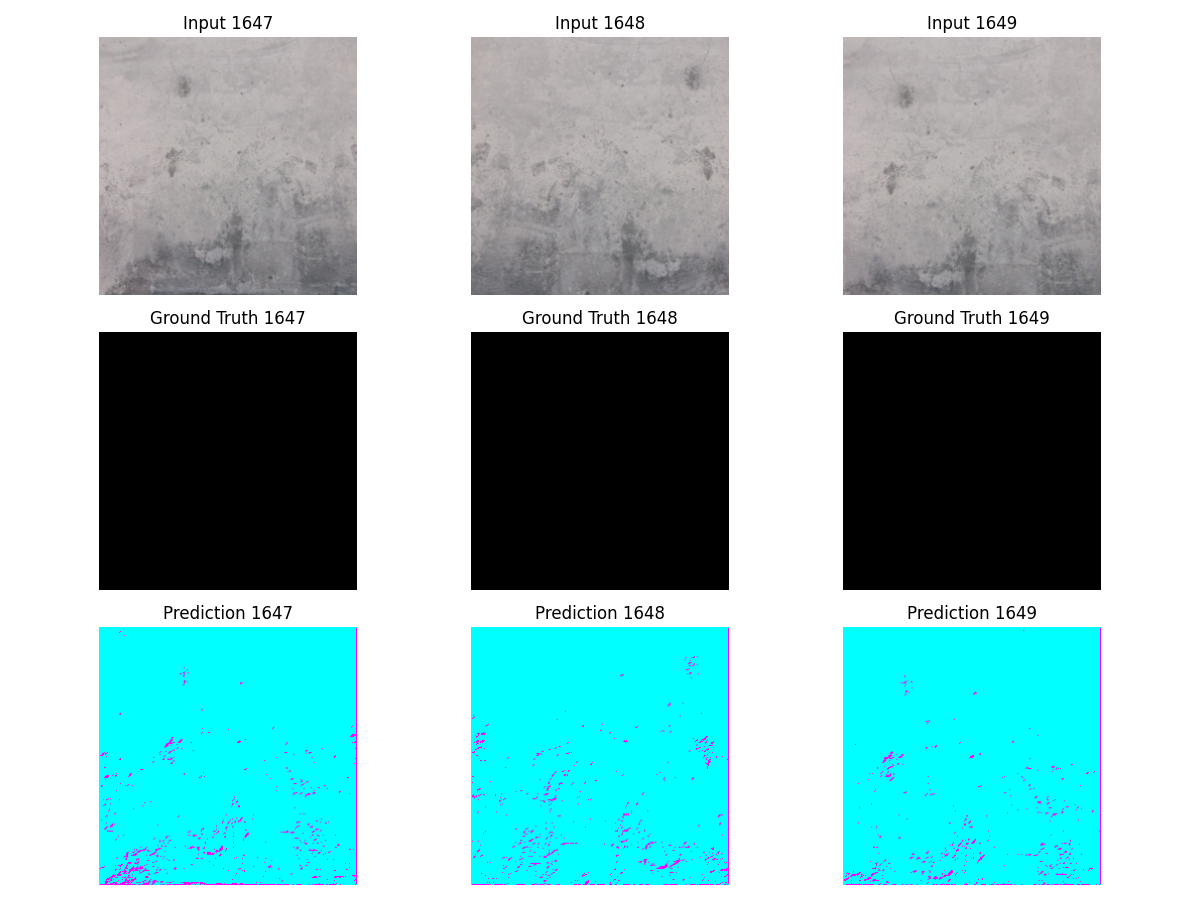 Input 1647
Input 1648
Input 1649
Ground Truth 1647
Ground Truth 1648
Ground Truth 1649
Prediction 1647
Prediction 1648
Prediction 1649